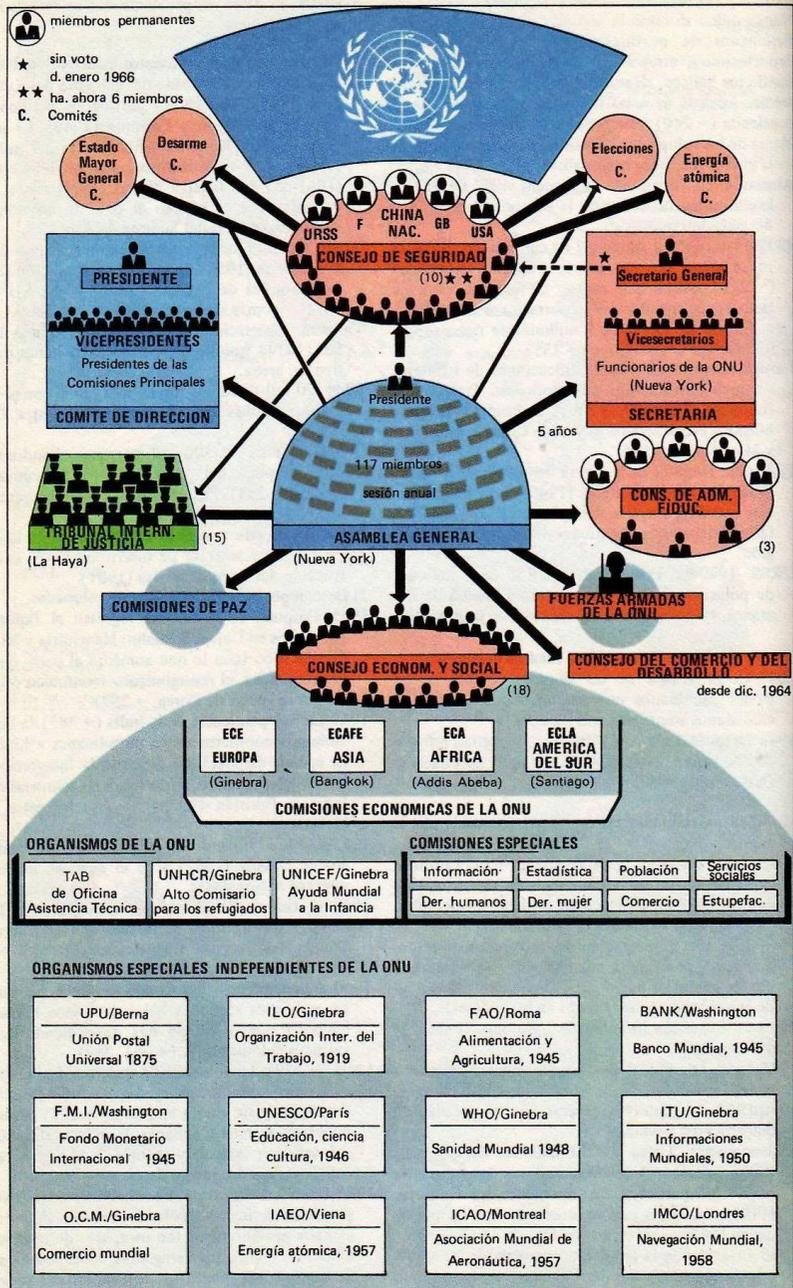 miembros permanentes
★ sin voto
d. enero 1966
★★ ha. ahora 6 miembros
C. Comités
Estado
Mayor
General
C.
Desarme
C.
Elecciones
C.
Energía
atómica
C.
URSS F CHINA NAC. GB USA
CONSEJO DE SEGURIDAD
(10)★★
PRESIDENTE
VICEPRESIDENTES
Presidentes de las
Comisiones Principales
COMITE DE DIRECCION
★
Secretario General
Vicesecretarios
Funcionarios de la ONU
(Nueva York)
SECRETARIA
5 años
Presidente
117 miembros
sesión anual
ASAMBLEA GENERAL
(Nueva York)
TRIBUNAL INTERN.
DE JUSTICIA
(15)
(La Haya)
CONS. DE ADM.
FIDUC.
(3)
COMISIONES DE PAZ
FUERZAS ARMADAS
DE LA ONU
CONSEJO ECONOM. Y SOCIAL
(18)
CONSEJO DEL COMERCIO Y DEL
DESARROLLO
desde dic. 1964
ECE
EUROPA
(Ginebra)
ECAFE
ASIA
(Bangkok)
ECA
AFRICA
(Addis Abeba)
ECLA
AMERICA
DEL SUR
(Santiago)
COMISIONES ECONOMICAS DE LA ONU
ORGANISMOS DE LA ONU
TAB
de Oficina
Asistencia Técnica
UNHCR/Ginebra
Alto Comisario
para los refugiados
UNICEF/Ginebra
Ayuda Mundial
a la Infancia
COMISIONES ESPECIALES
Información
Estadística
Población
Servicios
sociales
Der. humanos
Der. mujer
Comercio
Estupefac.
ORGANISMOS ESPECIALES INDEPENDIENTES DE LA ONU
UPU/Berna
Unión Postal
Universal 1875
ILO/Ginebra
Organización Inter. del
Trabajo, 1919
FAO/Roma
Alimentación y
Agricultura, 1945
BANK/Washington
Banco Mundial, 1945
F.M.I./Washington
Fondo Monetario
Internacional 1945
UNESCO/París
Educación, ciencia
cultura, 1946
WHO/Ginebra
Sanidad Mundial 1948
ITU/Ginebra
Informaciones
Mundiales, 1950
O.C.M./Ginebra
Comercio mundial
IAEO/Viena
Energía atómica, 1957
ICAO/Montreal
Asociación Mundial de
Aeronáutica, 1957
IMCO/Londres
Navegación Mundial,
1958